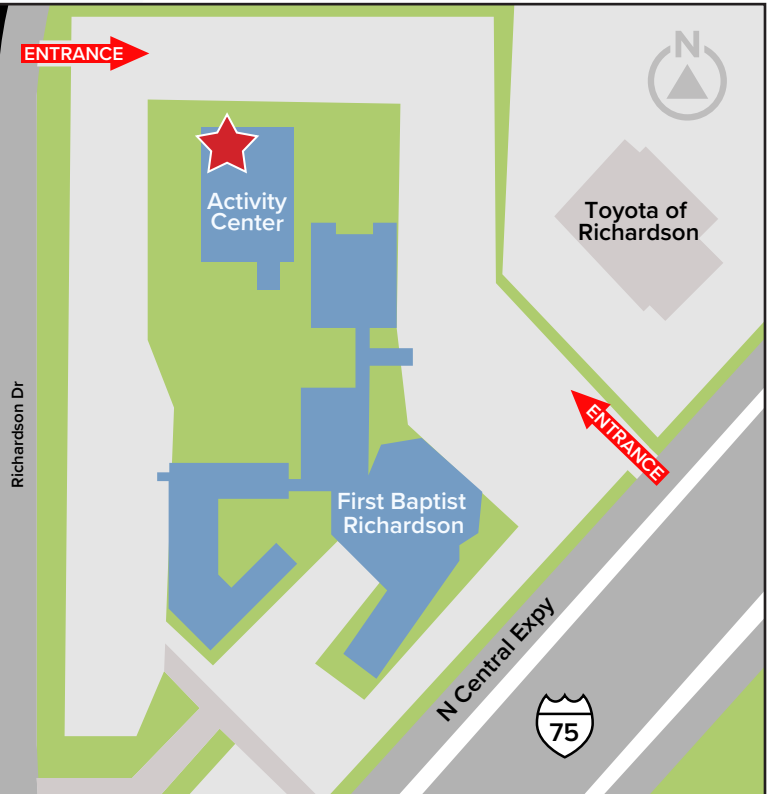 ENTRANCE
N
Activity
Center
Toyota of
Richardson
Richardson Dr
ENTRANCE
First Baptist
Richardson
N Central Expy
75